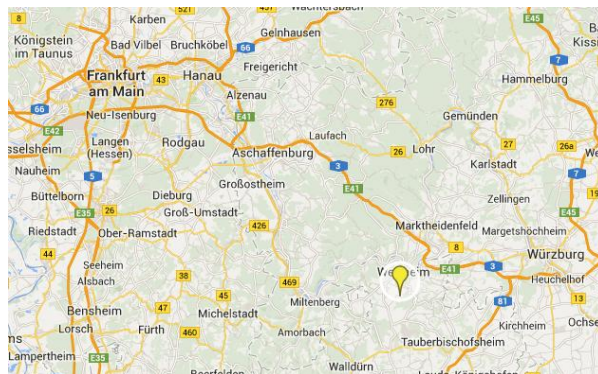 521
457
Wächtersbach
8
Karben
E45
Königstein
im Taunus
Bad Vilbel
Bruchköbel
Gelnhausen
66
7
Frankfurt
am Main
43
Hanau
Freigericht
Hammelburg
Alzenau
276
66
Neu-Isenburg
E41
Gemünden
E42
Langen
(Hessen)
Rodgau
Laufach
27
26a
Aschaffenburg
26
Lohr
3
Nauheim
5
Karlstadt
7
Großostheim
E41
Büttelborn
Dieburg
Zellingen
E35
26
Groß-Umstadt
E45
Riedstadt
Ober-Ramstadt
426
Marktheidenfeld
Margetshöchheim
44
8
Würzburg
Seeheim
38
E41
3
Alsbach
469
Heuchelhof
45
81
13
Bensheim
47
Miltenberg
Michelstadt
Kirchheim
Lorsch
Fürth
460
Amorbach
Tauberbischofsheim
Lampertheim
E35
Walldürn